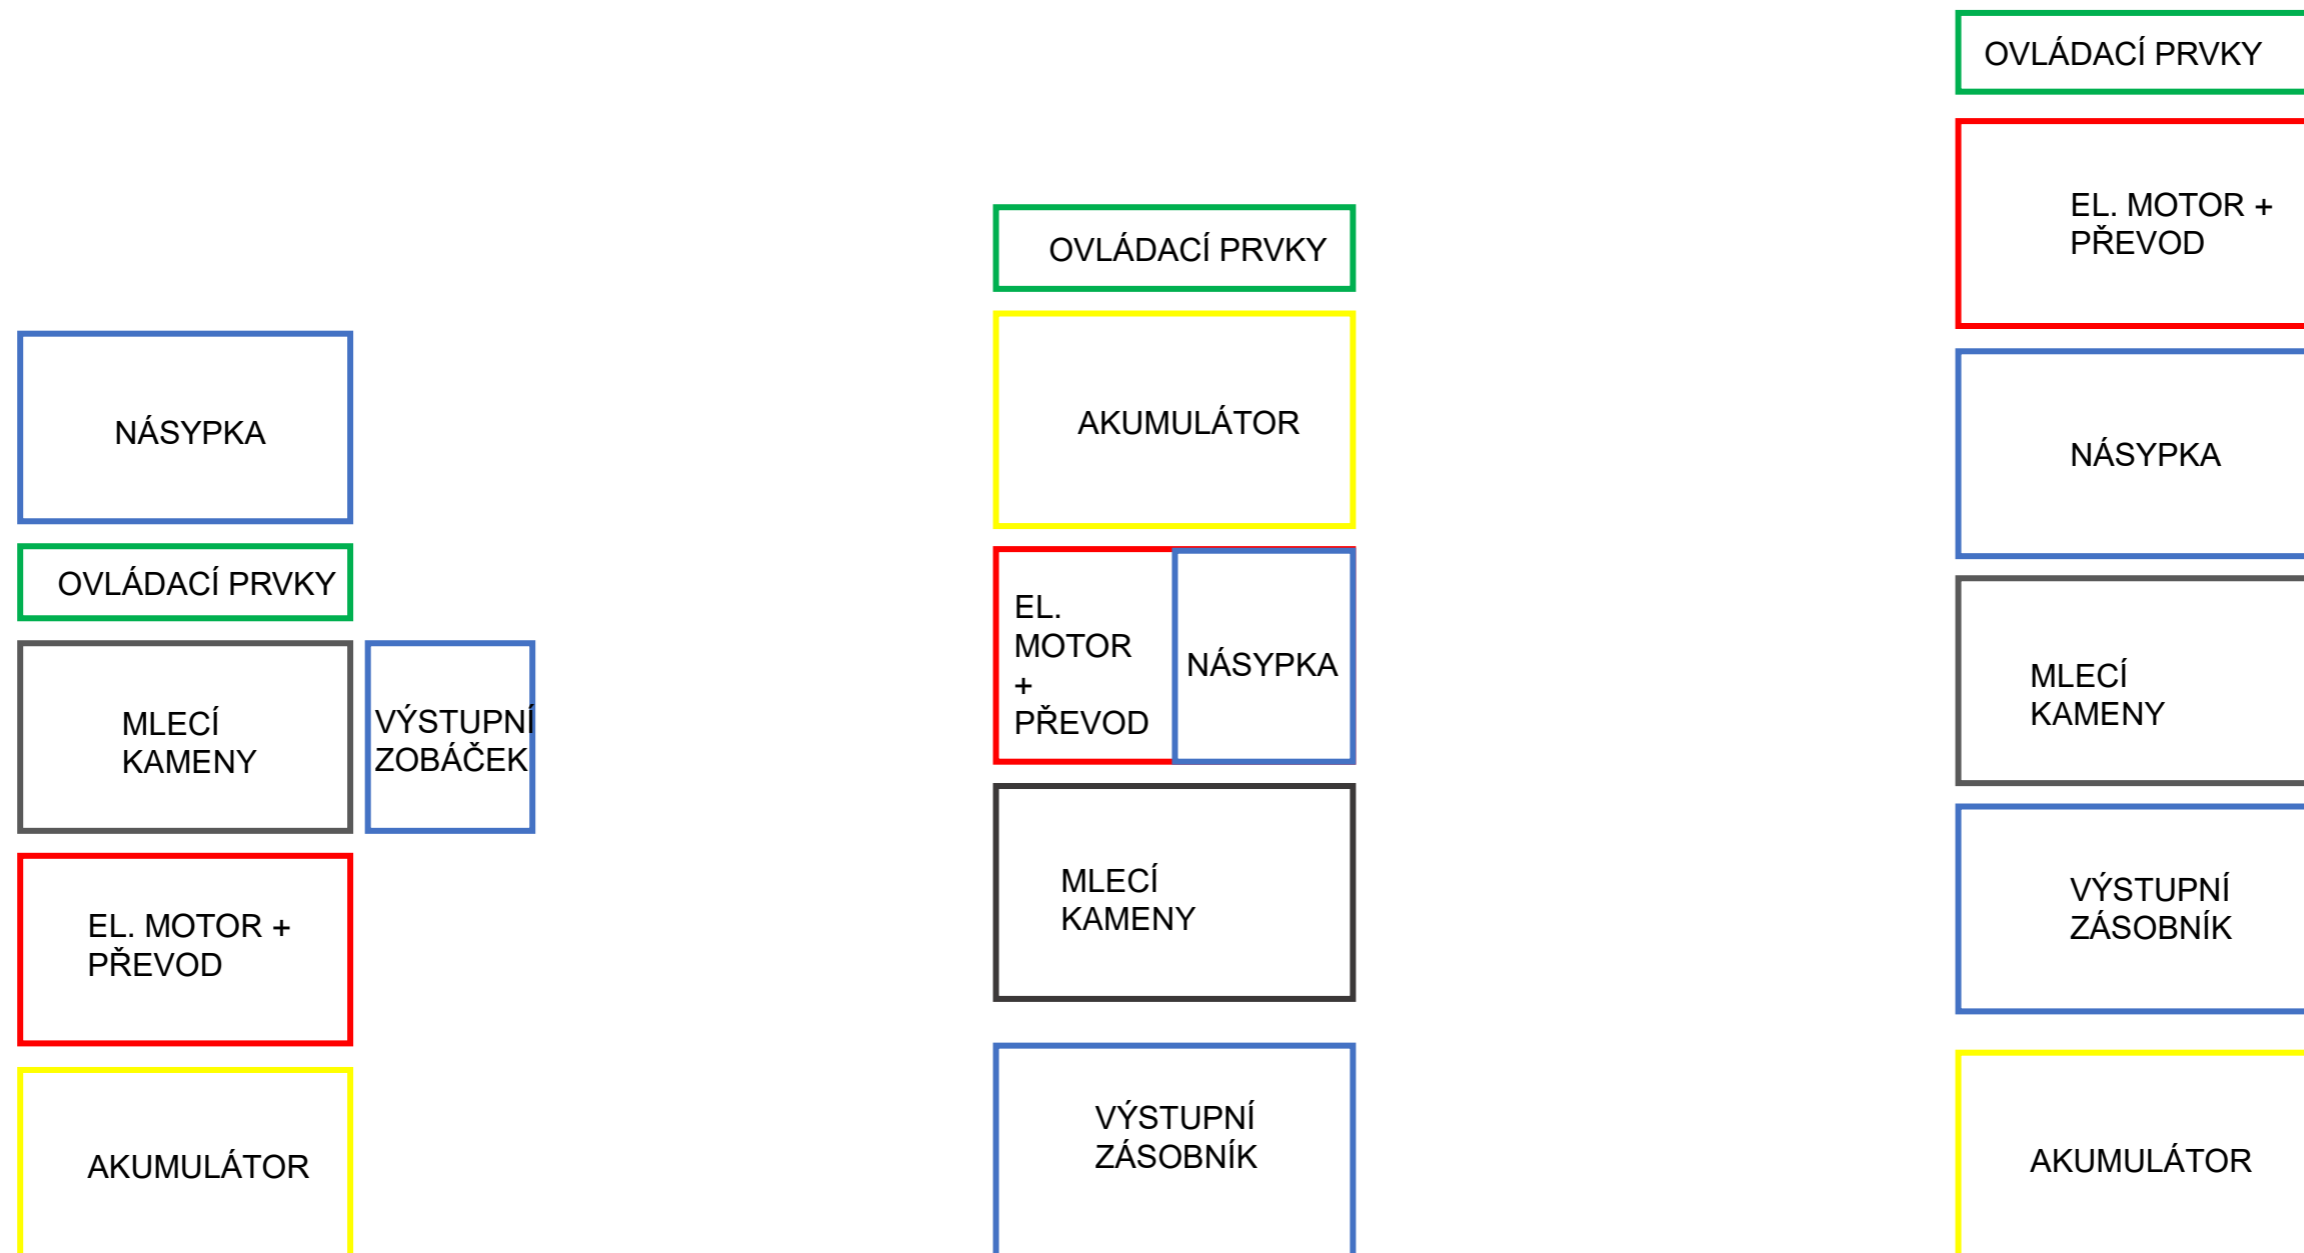 NÁSYPKA
OVLÁDACÍ PRVKY
MLECÍ
KAMENY
VÝSTUPNÍ
ZOBÁČEK
EL. MOTOR +
PŘEVOD
AKUMULÁTOR
OVLÁDACÍ PRVKY
AKUMULÁTOR
EL.
MOTOR
+
PŘEVOD
NÁSYPKA
MLECÍ
KAMENY
VÝSTUPNÍ
ZÁSOBNÍK
OVLÁDACÍ PRVKY
EL. MOTOR +
PŘEVOD
NÁSYPKA
MLECÍ
KAMENY
VÝSTUPNÍ
ZÁSOBNÍK
AKUMULÁTOR